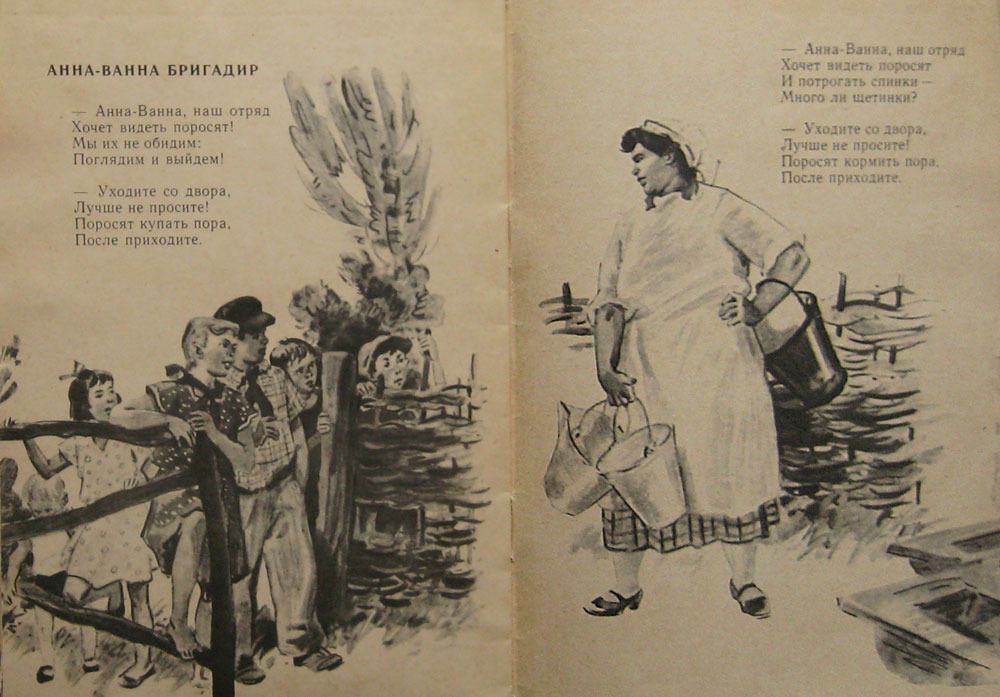 АННА-ВАННА БРИГАДИР
— Анна-Ванна, наш отряд
Хочет видеть поросят!
Мы их не обидим:
Поглядим и выйдем!
— Уходите со двора,
Лучше не просите!
Поросят купать пора,
После приходите.
— Анна-Ванна, наш отряд
Хочет видеть поросят
И потрогать спинки —
Много ли щетинки?
— Уходите со двора,
Лучше не просите!
Поросят кормить пора,
После приходите.